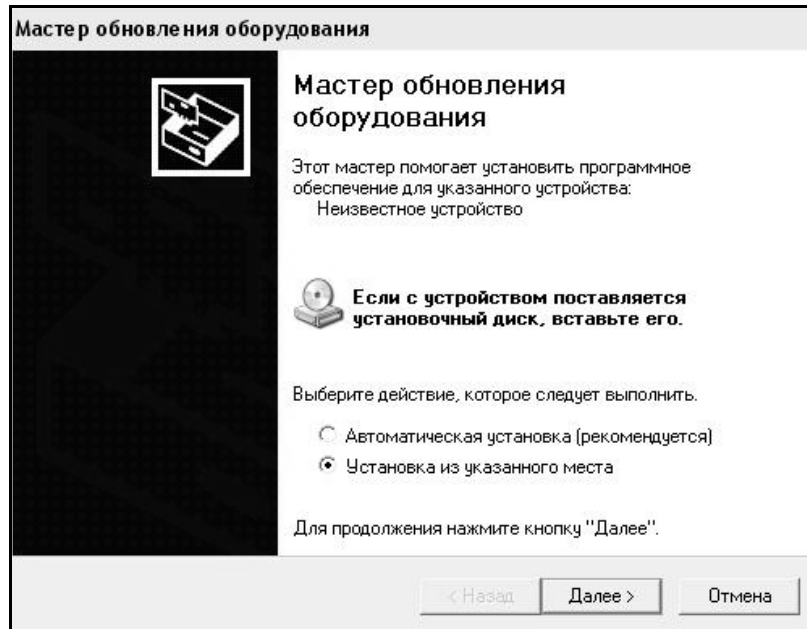 Мастер обновления оборудования
Мастер обновления
оборудования
Этот мастер помогает установить программное
обеспечение для указанного устройства:
Неизвестное устройство
Если с устройством поставляется
установочный диск, вставьте его.
Выберите действие, которое следует выполнить.
Автоматическая установка (рекомендуется)
Установка из указанного места
Для продолжения нажмите кнопку "Далее".
< Назад
Далее >
Отмена